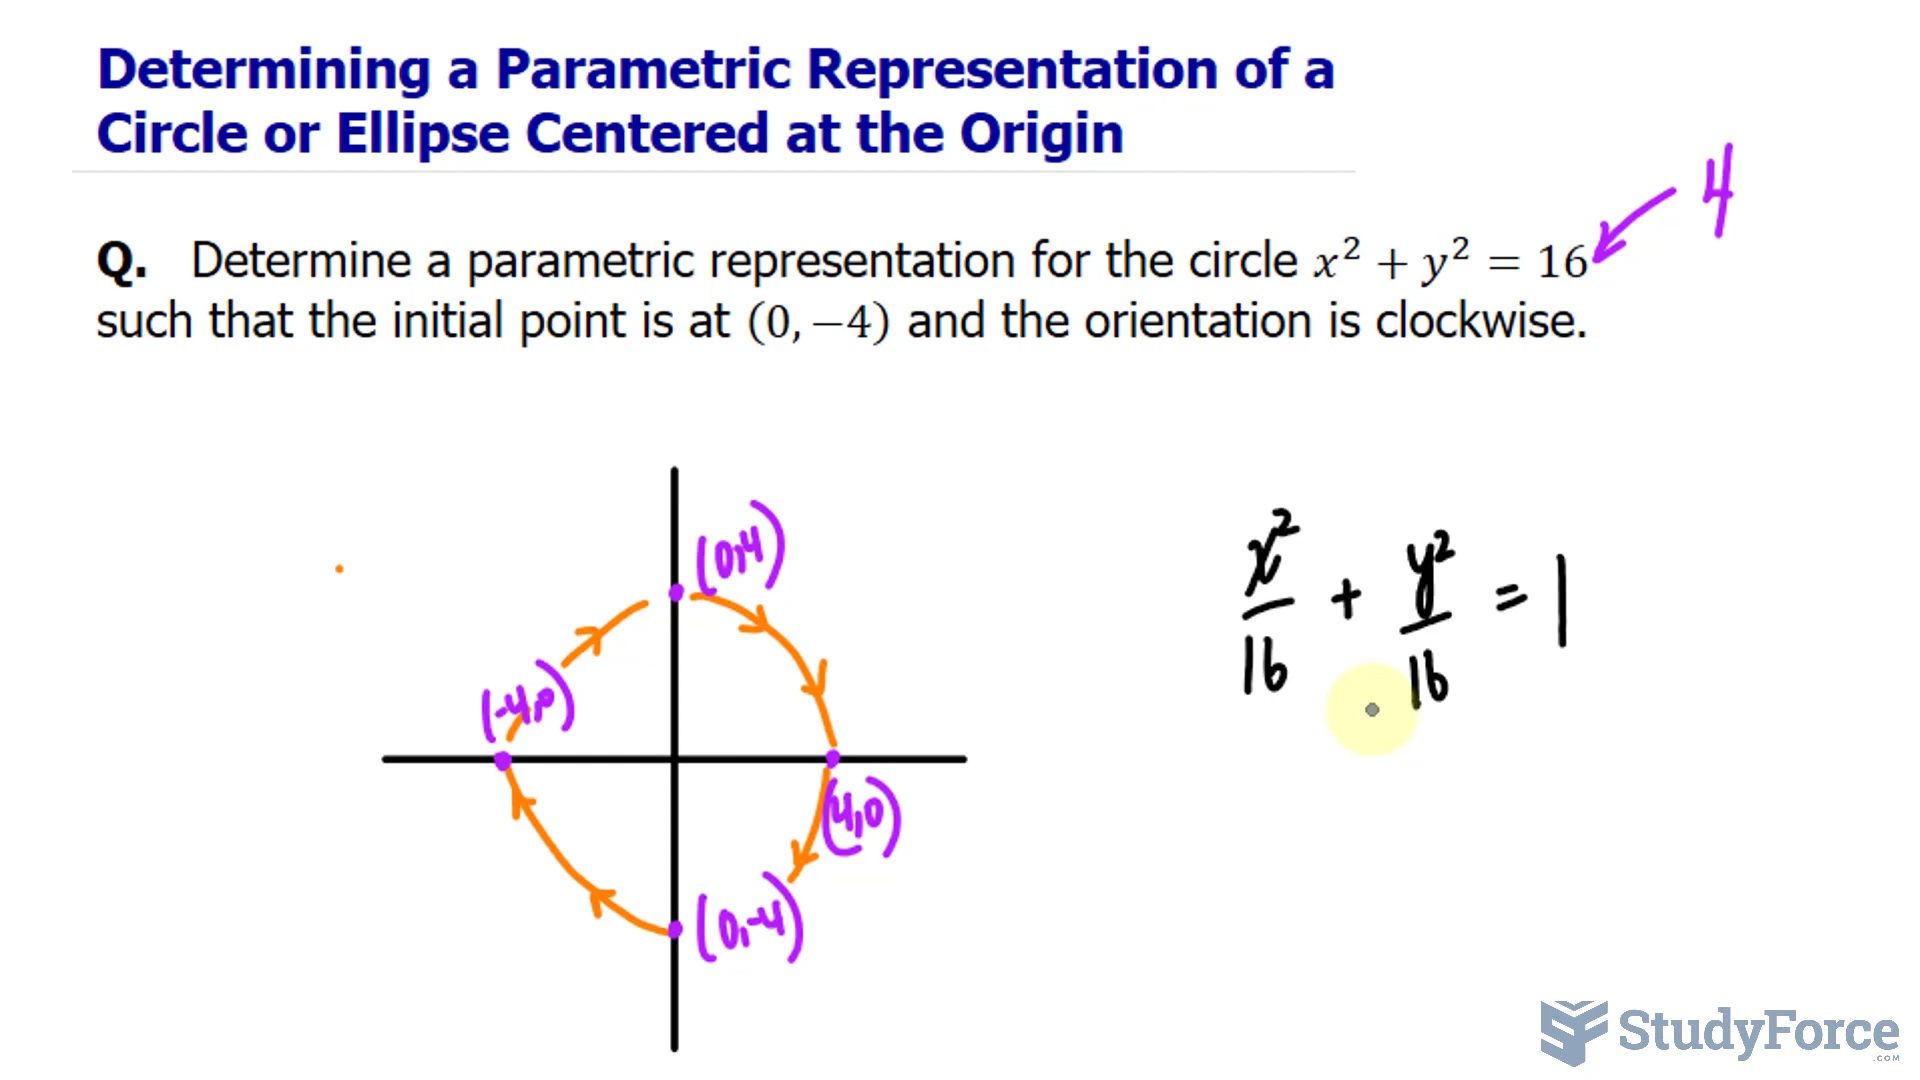 Determining a Parametric Representation of a
Circle or Ellipse Centered at the Origin
4
Q. Determine a parametric representation for the circle x² + y² = 16
such that the initial point is at (0, −4) and the orientation is clockwise.
(0,4)
x²/16 + y²/16 = 1
(-4,0)
(4,0)
(0,-4)
StudyForce
.COM